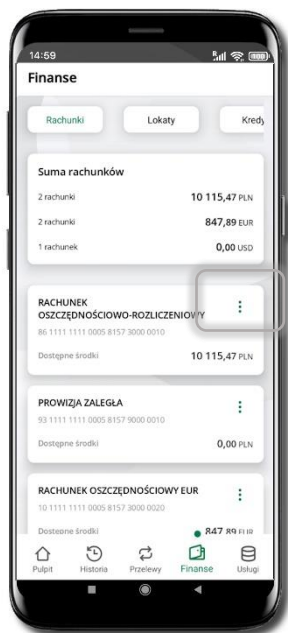 14:59
Finanse
Rachunki Lokaty Kredy
Suma rachunków
2 rachunki 10 115,47 PLN
2 rachunki 847,89 EUR
1 rachunek 0,00 USD
RACHUNEK
OSZCZĘDNOŚCIOWO-ROZLICZENIOWY
86 1111 1111 0005 8157 3000 0010
Dostępne środki 10 115,47 PLN
PROWIZJA ZALEGŁA
93 1111 1111 0005 8157 9000 0010
Dostępne środki 0,00 PLN
RACHUNEK OSZCZĘDNOŚCIOWY EUR
10 1111 1111 0005 8157 3000 0020
Dostępne środki 847,89 EUR
Pulpit Historia Przelewy Finanse Usługi